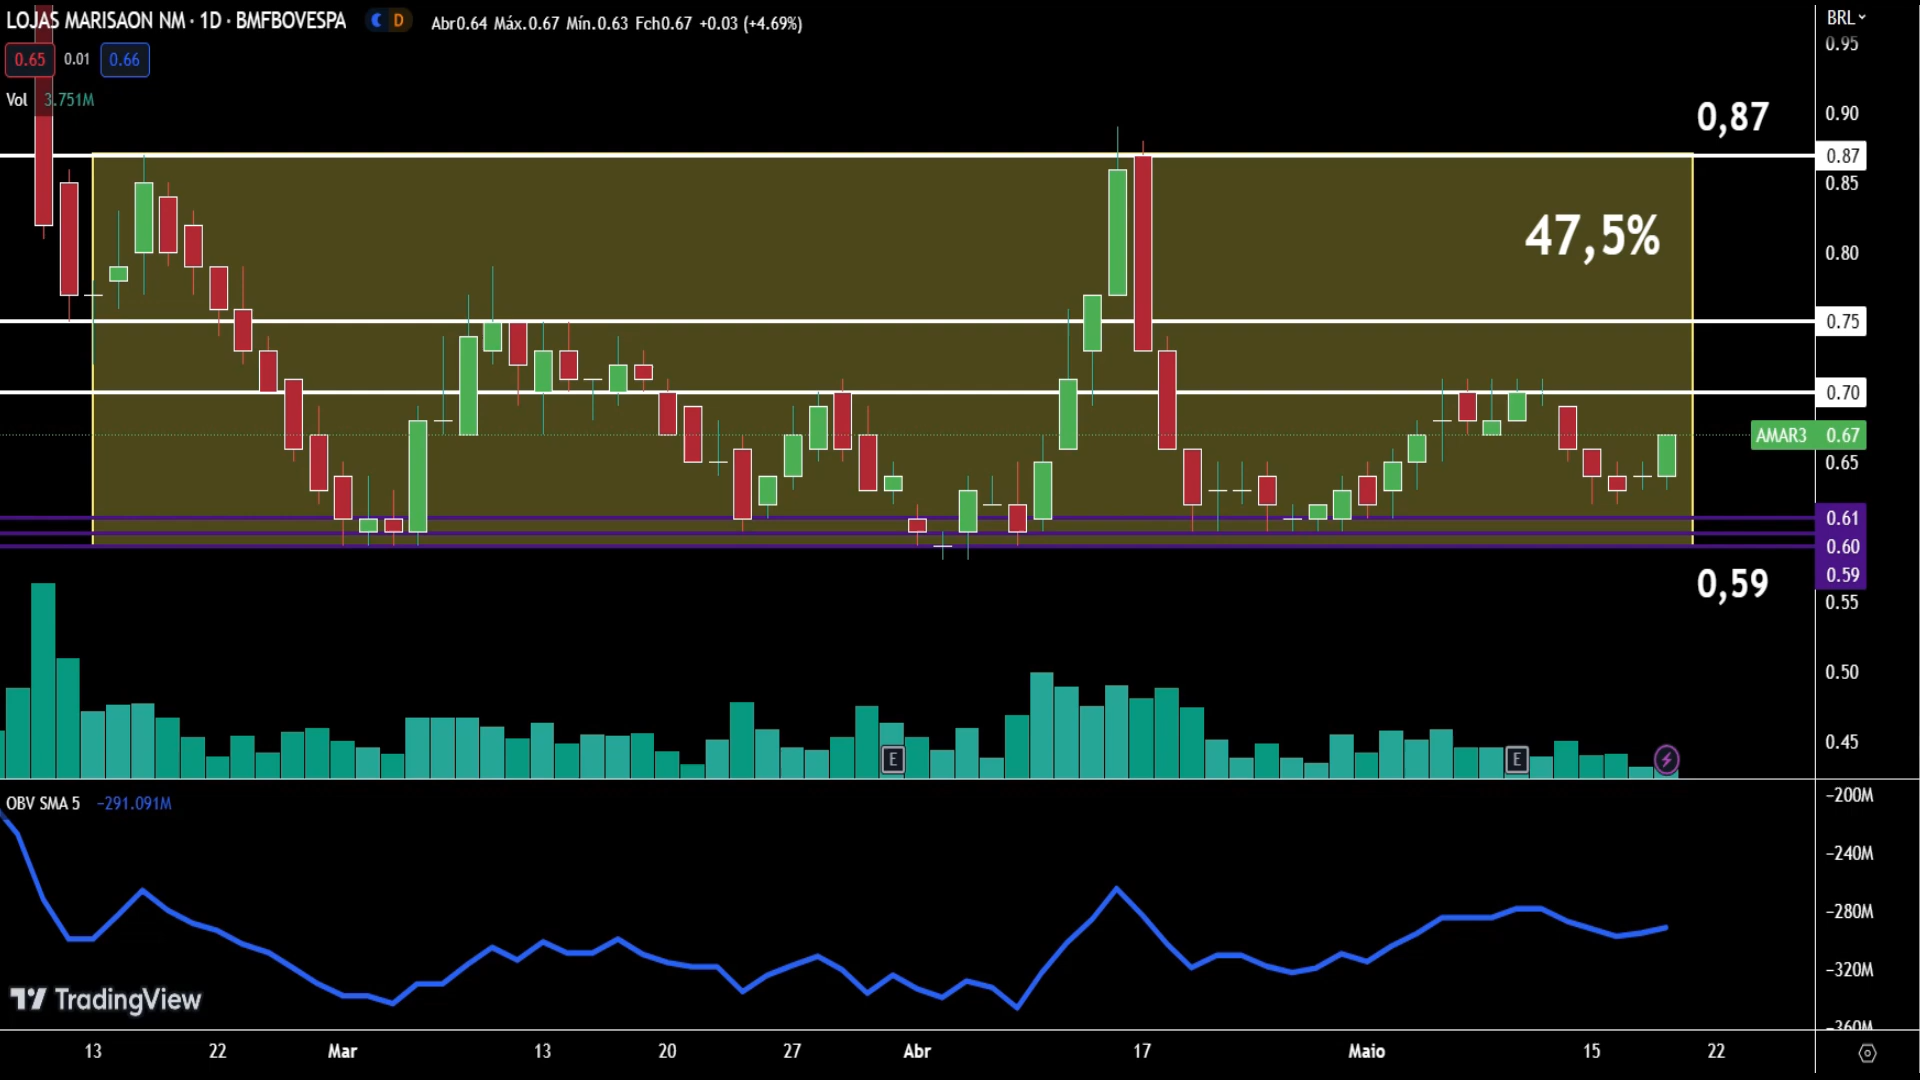 LOJAS MARISAON NM · 1D · BMFBOVESPA D Abr0.64 Máx.0.67 Mín.0.63 Fch0.67 +0.03 (+4.69%)
0.65 0.01 0.66
Vol 3.751M
BRL
0.95
0,87
0.90
0.87
0.85
47,5%
0.80
0.75
0.70
AMAR3 0.67
0.65
0.61
0.60
0,59
0.59
0.55
0.50
0.45
E E
OBV SMA 5 −291.091M
−200M
−240M
−280M
−320M
−360M
TradingView
13 22 Mar 13 20 27 Abr 17 Maio 15 22